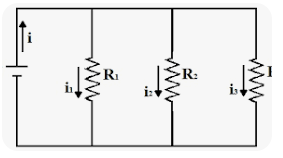 i
i₁ R₁ i₂ R₂ i₃